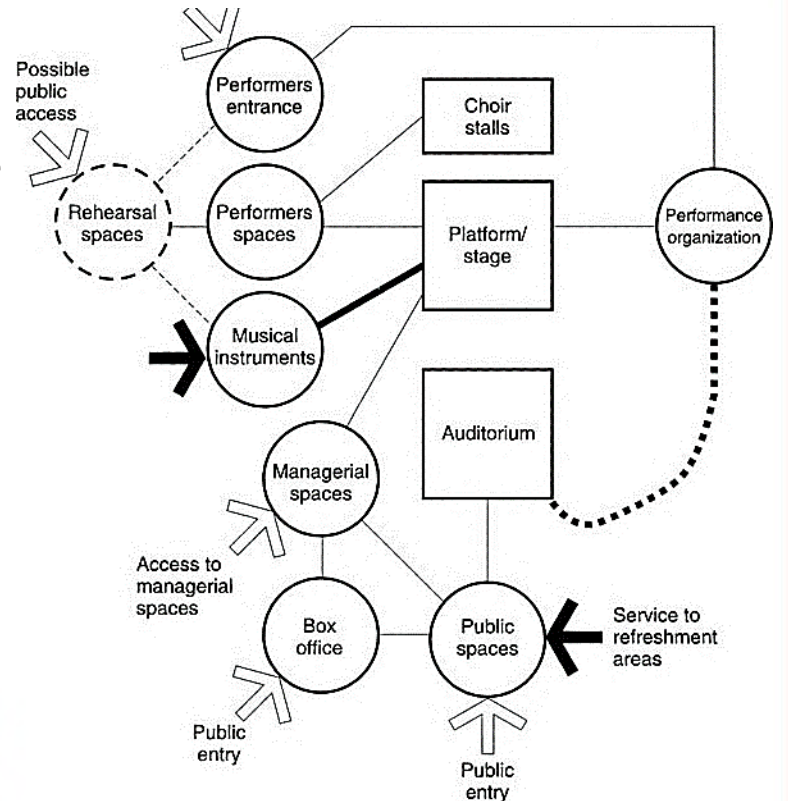 Possible
public
access
Performers
entrance
Choir
stalls
Rehearsal
spaces
Performers
spaces
Platform/
stage
Performance
organization
Musical
instruments
Auditorium
Managerial
spaces
Access to
managerial
spaces
Box
office
Public
spaces
Service to
refreshment
areas
Public
entry
Public
entry